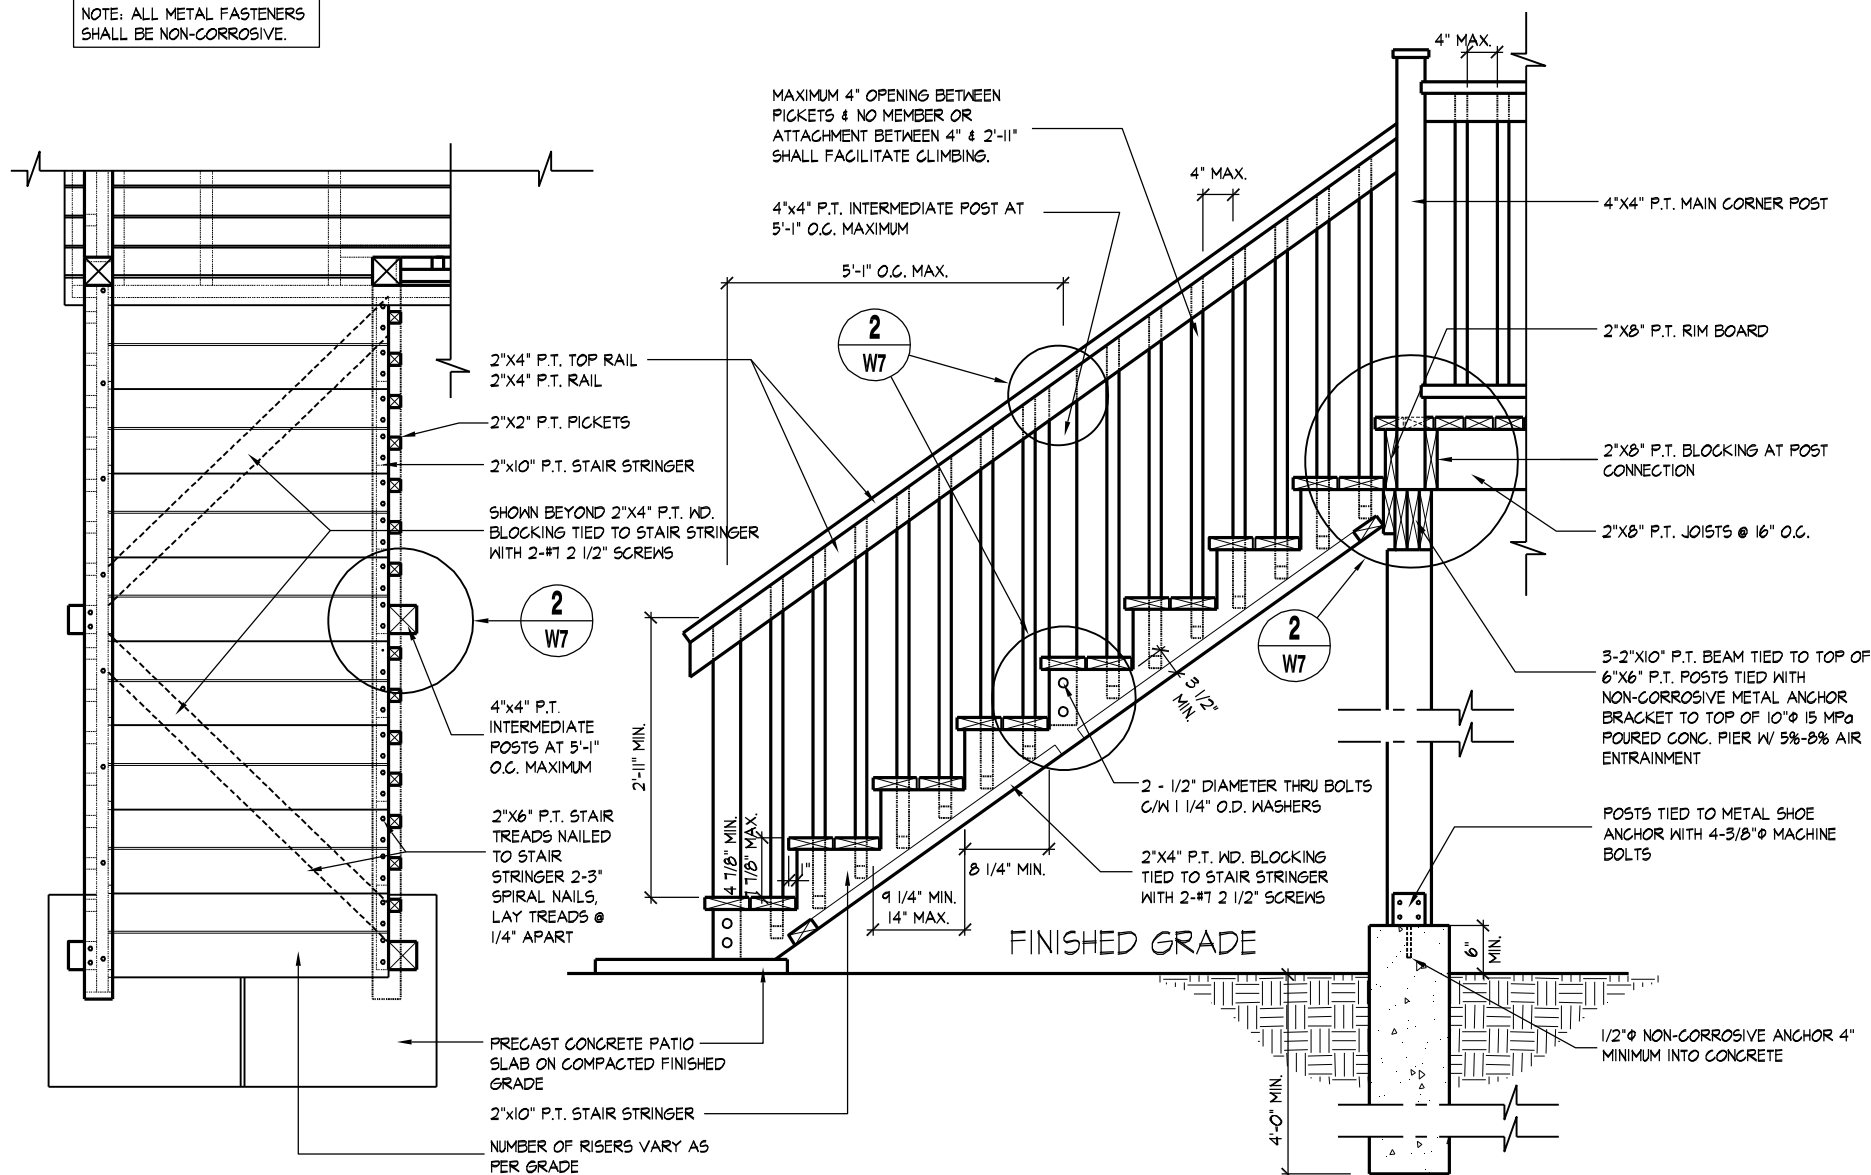 NOTE: ALL METAL FASTENERS
SHALL BE NON-CORROSIVE.
MAXIMUM 4" OPENING BETWEEN
PICKETS & NO MEMBER OR
ATTACHMENT BETWEEN 4" & 2'-11"
SHALL FACILITATE CLIMBING.
4"x4" P.T. INTERMEDIATE POST AT
5'-1" O.C. MAXIMUM
5'-1" O.C. MAX.
4" MAX.
4" MAX.
2
W7
2"X4" P.T. TOP RAIL
2"X4" P.T. RAIL
2"X2" P.T. PICKETS
2"x10" P.T. STAIR STRINGER
SHOWN BEYOND 2"X4" P.T. WD.
BLOCKING TIED TO STAIR STRINGER
WITH 2-#7 2 1/2" SCREWS
2
W7
4"x4" P.T.
INTERMEDIATE
POSTS AT 5'-1"
O.C. MAXIMUM
2"X6" P.T. STAIR
TREADS NAILED
TO STAIR
STRINGER 2-3"
SPIRAL NAILS,
LAY TREADS @
1/4" APART
PRECAST CONCRETE PATIO
SLAB ON COMPACTED FINISHED
GRADE
2"x10" P.T. STAIR STRINGER
NUMBER OF RISERS VARY AS
PER GRADE
2'-11" MIN.
4 7/8" MIN.
7 7/8" MAX.
1"
9 1/4" MIN.
14" MAX.
8 1/4" MIN.
3 1/2"
MIN.
2
W7
2 - 1/2" DIAMETER THRU BOLTS
C/W 1 1/4" O.D. WASHERS
2"X4" P.T. WD. BLOCKING
TIED TO STAIR STRINGER
WITH 2-#7 2 1/2" SCREWS
FINISHED GRADE
6"
MIN.
4'-0" MIN.
4"X4" P.T. MAIN CORNER POST
2"X8" P.T. RIM BOARD
2"X8" P.T. BLOCKING AT POST
CONNECTION
2"X8" P.T. JOISTS @ 16" O.C.
3-2"X10" P.T. BEAM TIED TO TOP OF
6"X6" P.T. POSTS TIED WITH
NON-CORROSIVE METAL ANCHOR
BRACKET TO TOP OF 10"Φ 15 MPa
POURED CONC. PIER W/ 5%-8% AIR
ENTRAINMENT
POSTS TIED TO METAL SHOE
ANCHOR WITH 4-3/8"Φ MACHINE
BOLTS
1/2"Φ NON-CORROSIVE ANCHOR 4"
MINIMUM INTO CONCRETE